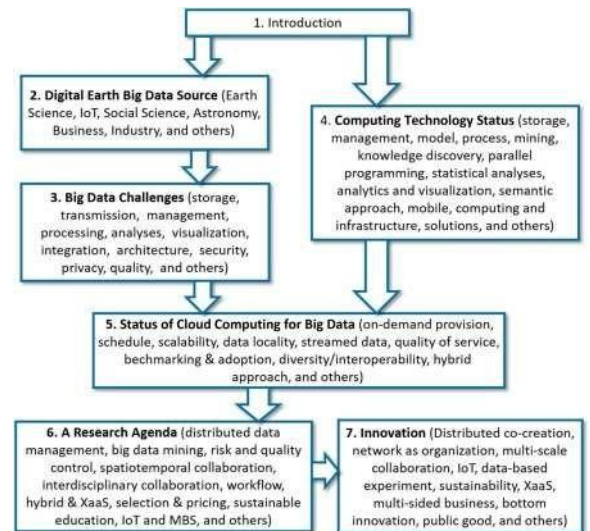 1. Introduction
2. Digital Earth Big Data Source (Earth
Science, IoT, Social Science, Astronomy,
Business, Industry, and others)
3. Big Data Challenges (storage,
transmission, management,
processing, analyses, visualization,
integration, architecture, security,
privacy, quality, and others)
4. Computing Technology Status (storage,
management, model, process, mining,
knowledge discovery, parallel
programming, statistical analyses,
analytics and visualization, semantic
approach, mobile, computing and
infrastructure, solutions, and others)
5. Status of Cloud Computing for Big Data (on-demand provision,
schedule, scalability, data locality, streamed data, quality of service,
bechmarking & adoption, diversity/interoperability, hybrid
approach, and others)
6. A Research Agenda (distributed data
management, big data mining, risk and quality
control, spatiotemporal collaboration,
interdisciplinary collaboration, workflow,
hybrid & XaaS, selection & pricing, sustainable
education, IoT and MBS, and others)
7. Innovation (Distributed co-creation,
network as organization, multi-scale
collaboration, IoT, data-based
experiment, sustainability, XaaS,
multi-sided business, bottom
innovation, public good, and others)